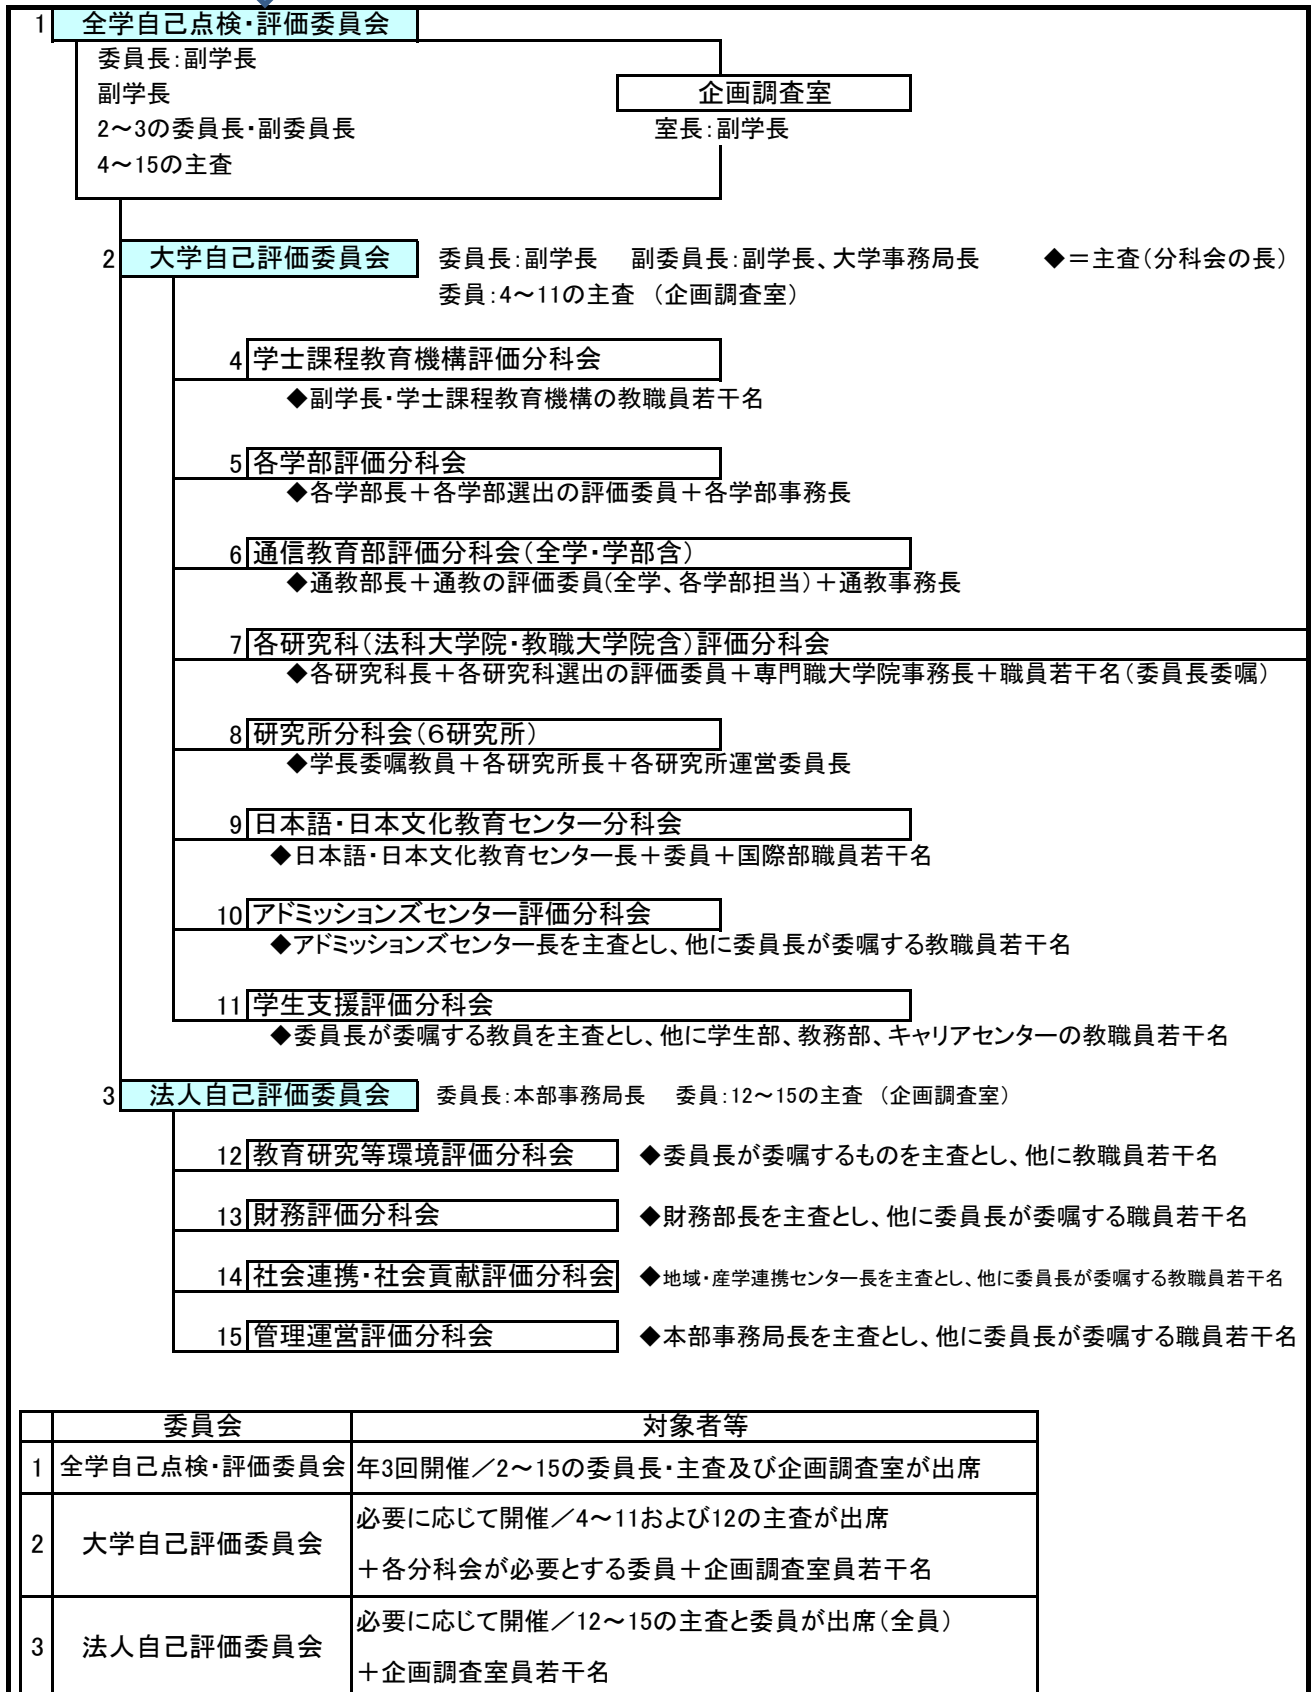 1 全学自己点検・評価委員会
委員長：副学長
副学長
企画調査室
2～3の委員長・副委員長
室長：副学長
4～15の主査
2 大学自己評価委員会 委員長：副学長 副委員長：副学長、大学事務局長 ◆＝主査（分科会の長）
委員：4～11の主査 （企画調査室）
4 学士課程教育機構評価分科会
◆副学長・学士課程教育機構の教職員若干名
5 各学部評価分科会
◆各学部長＋各学部選出の評価委員＋各学部事務長
6 通信教育部評価分科会（全学・学部含）
◆通教部長＋通教の評価委員(全学、各学部担当）＋通教事務長
7 各研究科（法科大学院・教職大学院含）評価分科会
◆各研究科長＋各研究科選出の評価委員＋専門職大学院事務長＋職員若干名（委員長委嘱）
8 研究所分科会（６研究所）
◆学長委嘱教員＋各研究所長＋各研究所運営委員長
9 日本語・日本文化教育センター分科会
◆日本語・日本文化教育センター長＋委員＋国際部職員若干名
10 アドミッションズセンター評価分科会
◆アドミッションズセンター長を主査とし、他に委員長が委嘱する教職員若干名
11 学生支援評価分科会
◆委員長が委嘱する教員を主査とし、他に学生部、教務部、キャリアセンターの教職員若干名
3 法人自己評価委員会 委員長：本部事務局長 委員：12～15の主査 （企画調査室）
12 教育研究等環境評価分科会 ◆委員長が委嘱するものを主査とし、他に教職員若干名
13 財務評価分科会 ◆財務部長を主査とし、他に委員長が委嘱する職員若干名
14 社会連携・社会貢献評価分科会 ◆地域・産学連携センター長を主査とし、他に委員長が委嘱する教職員若干名
15 管理運営評価分科会 ◆本部事務局長を主査とし、他に委員長が委嘱する職員若干名
委員会 対象者等
1 全学自己点検・評価委員会 年3回開催／2～15の委員長・主査及び企画調査室が出席
2 大学自己評価委員会 必要に応じて開催／4～11および12の主査が出席
＋各分科会が必要とする委員＋企画調査室員若干名
3 法人自己評価委員会 必要に応じて開催／12～15の主査と委員が出席（全員）
＋企画調査室員若干名